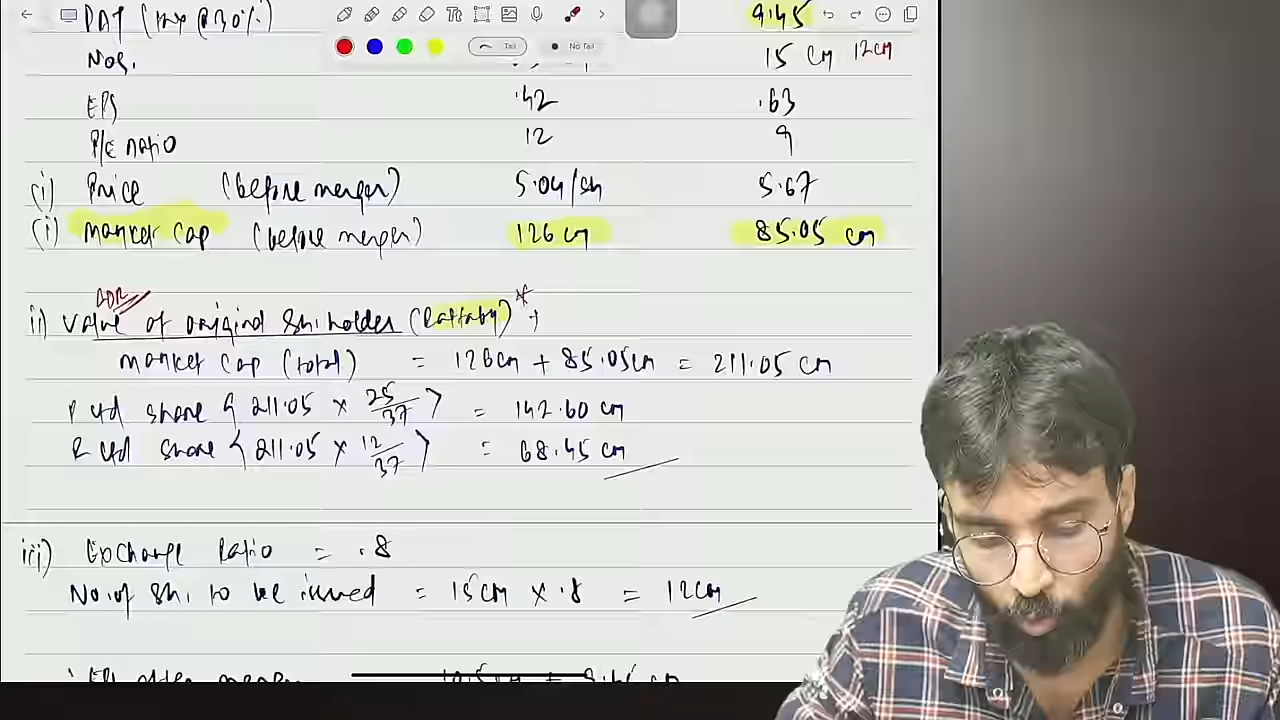 PAT (Tax @30%) 9.45
Nos. 15 cr 12cr
EPS .42 .63
P/E ratio 12 9
(i) Price (before merger) 5.04/sh 5.67
(i) Market Cap (before merger) 126 cr 85.05 cr
ii) Value of original Sh.holder
market Cap (total) = 126cr + 85.05cr = 211.05 cr
P Ltd share { 211.05 × 25/37 } = 142.60 cr
R Ltd share { 211.05 × 12/37 } = 68.45 cr
iii) Exchange Ratio = .8
No. of Sh. to be issued = 15cr × .8 = 12cr